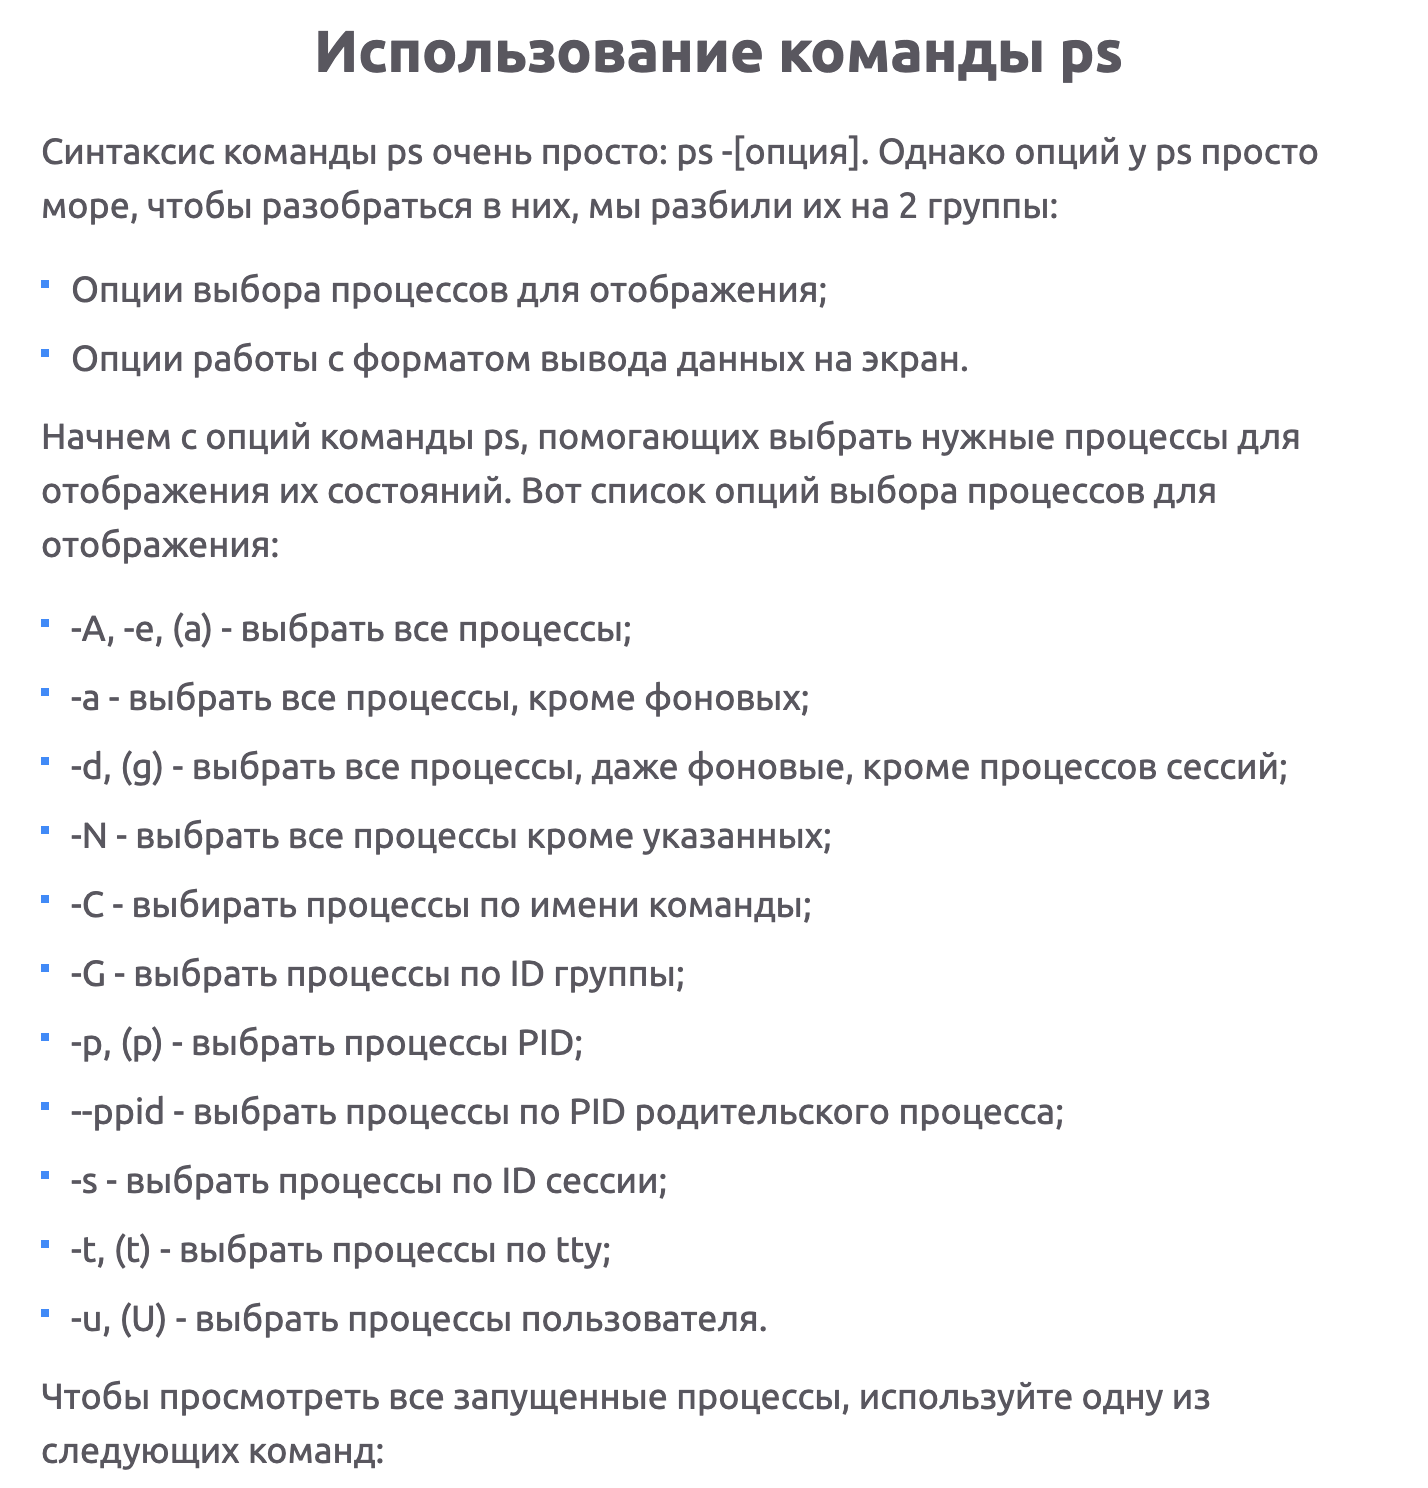 Использование команды ps
Синтаксис команды ps очень просто: ps -[опция]. Однако опций у ps просто
море, чтобы разобраться в них, мы разбили их на 2 группы:
Опции выбора процессов для отображения;
Опции работы с форматом вывода данных на экран.
Начнем с опций команды ps, помогающих выбрать нужные процессы для
отображения их состояний. Вот список опций выбора процессов для
отображения:
-A, -e, (a) - выбрать все процессы;
-a - выбрать все процессы, кроме фоновых;
-d, (g) - выбрать все процессы, даже фоновые, кроме процессов сессий;
-N - выбрать все процессы кроме указанных;
-C - выбирать процессы по имени команды;
-G - выбрать процессы по ID группы;
-p, (p) - выбрать процессы PID;
--ppid - выбрать процессы по PID родительского процесса;
-s - выбрать процессы по ID сессии;
-t, (t) - выбрать процессы по tty;
-u, (U) - выбрать процессы пользователя.
Чтобы просмотреть все запущенные процессы, используйте одну из
следующих команд: